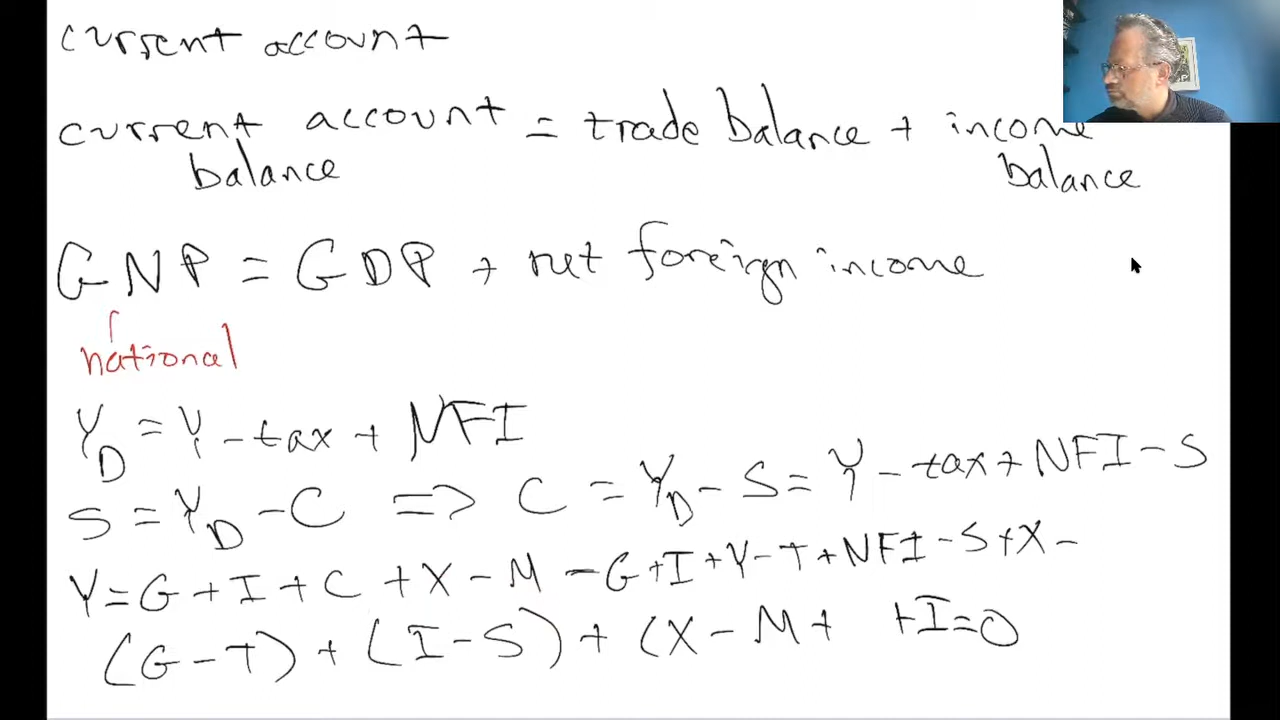 current account
current account = trade balance + income
balance balance
GNP = GDP + net foreign income
national
Y_D = Y - tax + NFI
S = Y_D - C => C = Y_D - S = Y - tax + NFI - S
Y = G + I + C + X - M - G + I + Y - T + NFI - S + X -
(G - T) + (I - S) + (X - M + + I = 0